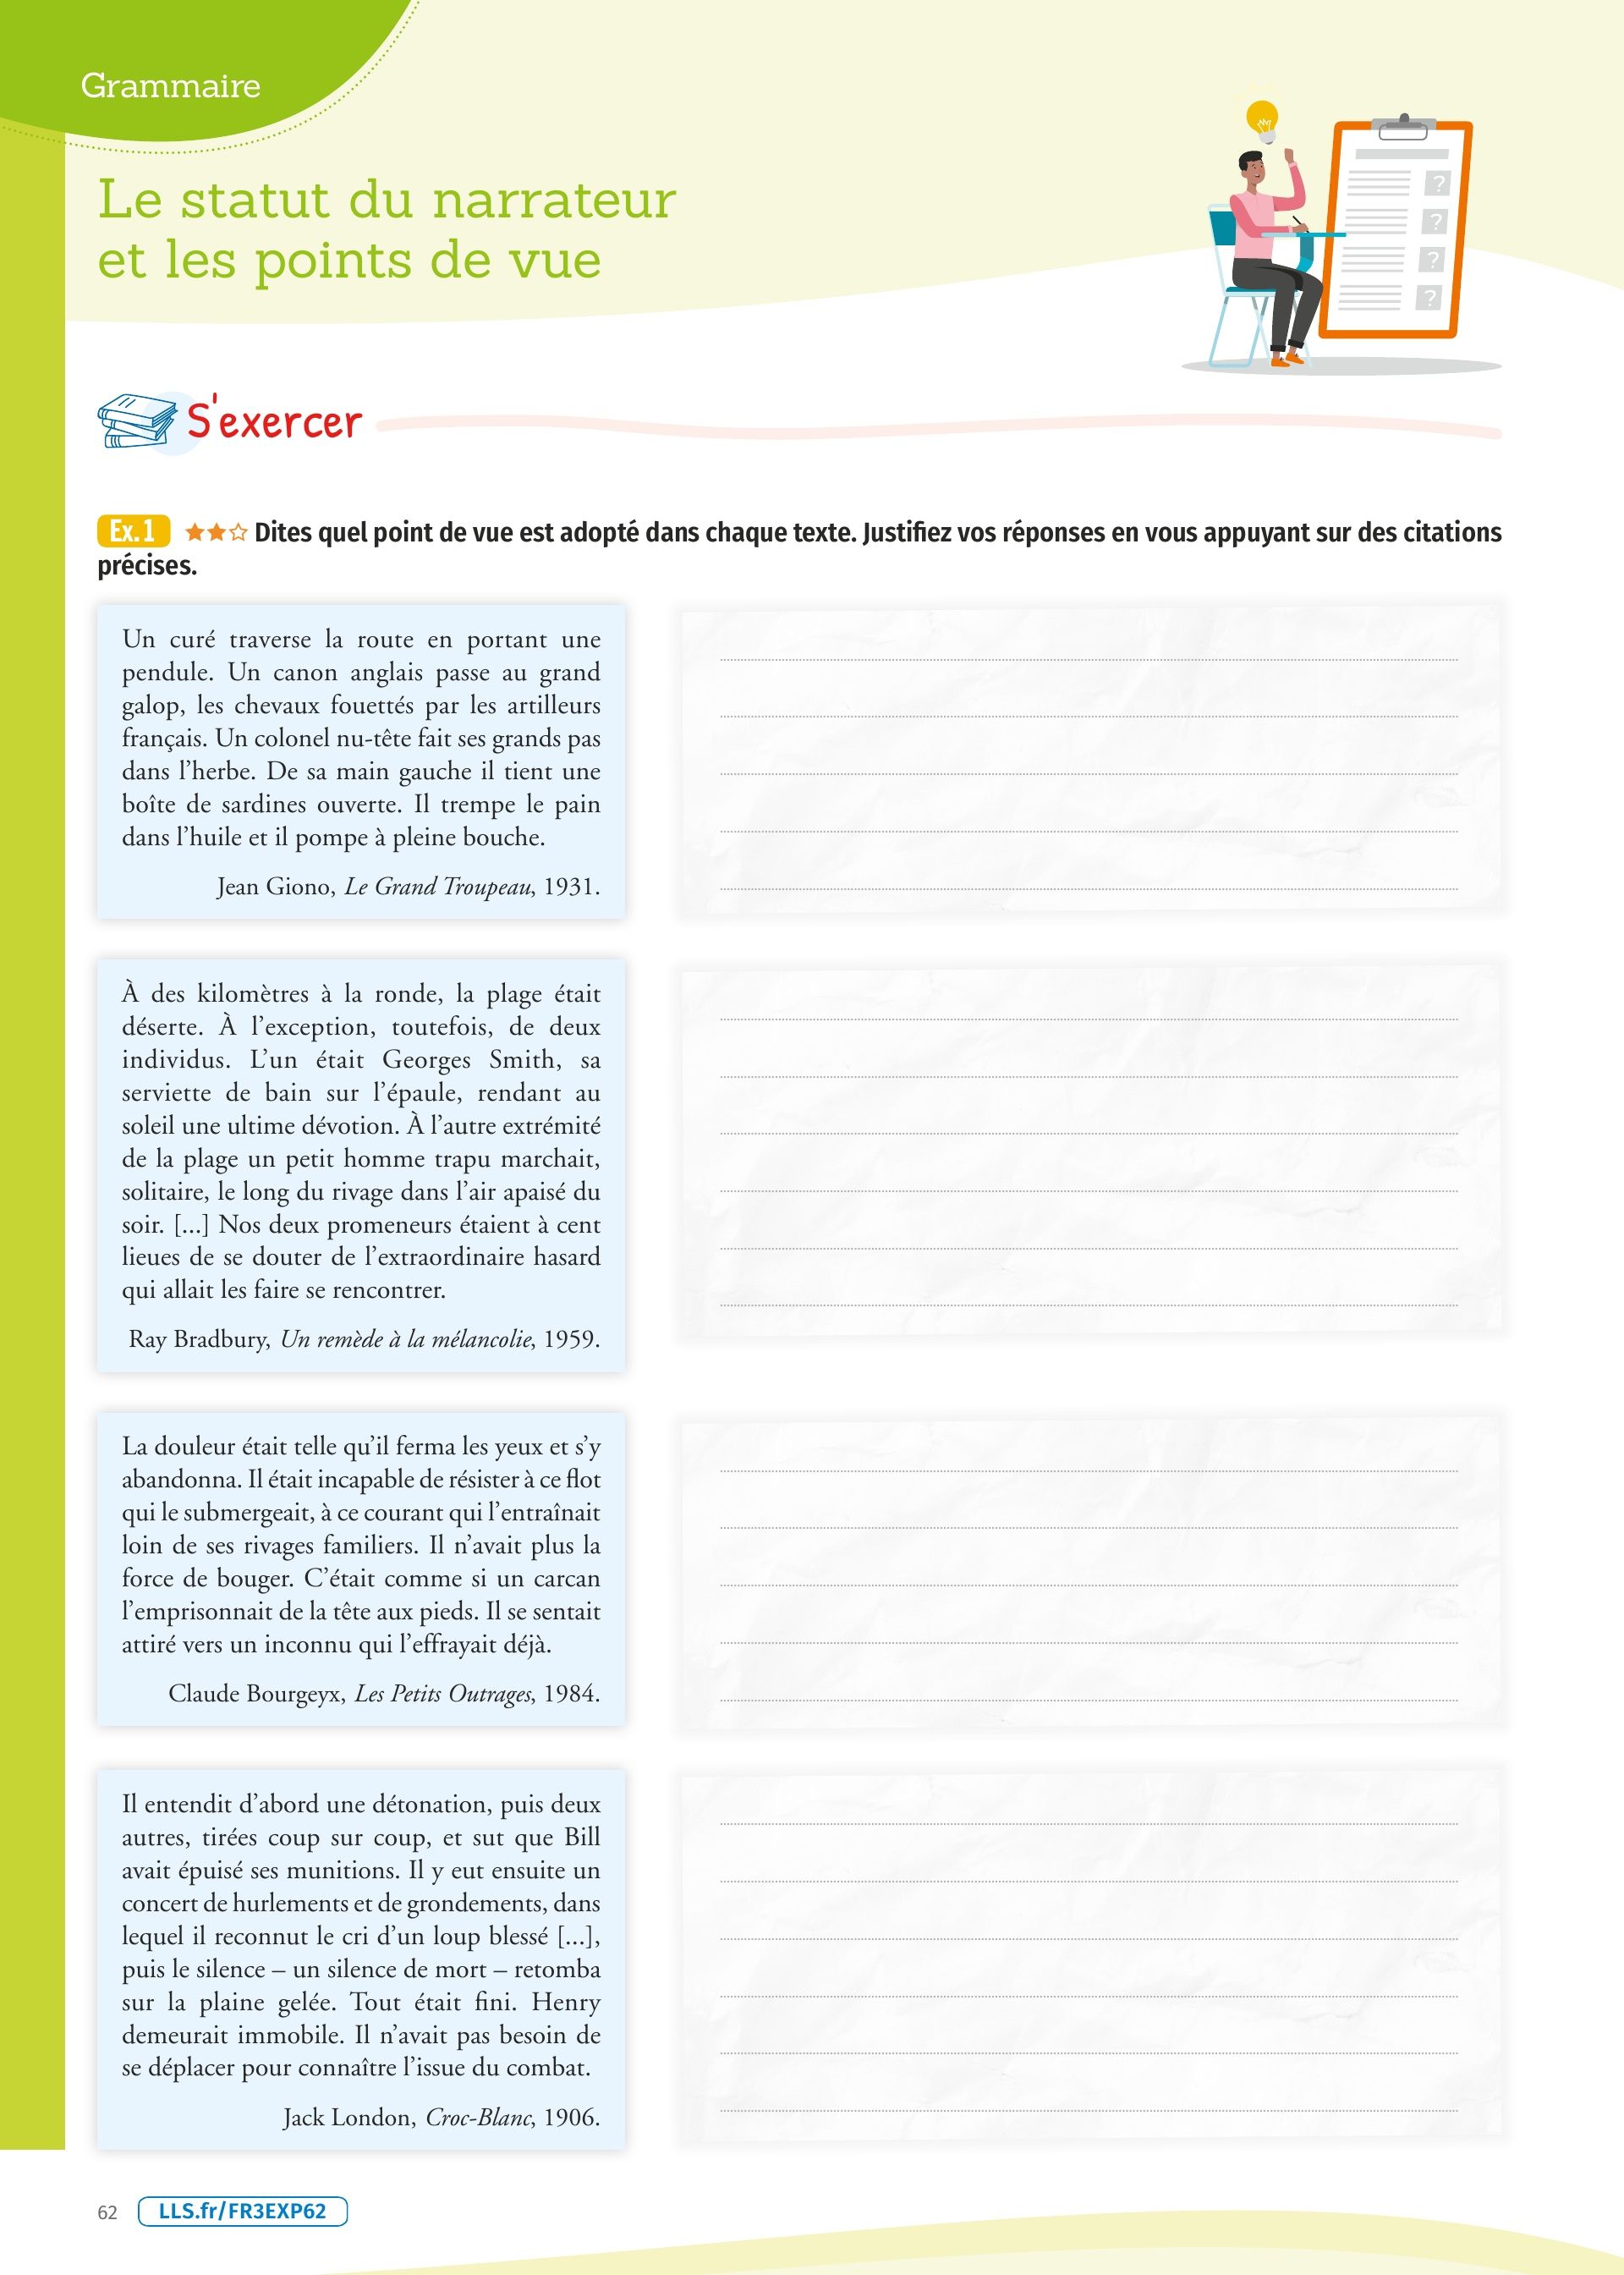 Grammaire
Le statut du narrateur
et les points de vue
S'exercer
Ex. 1 ★★☆ Dites quel point de vue est adopté dans chaque texte. Justifiez vos réponses en vous appuyant sur des citations
précises.
Un curé traverse la route en portant une
pendule. Un canon anglais passe au grand
galop, les chevaux fouettés par les artilleurs
français. Un colonel nu-tête fait ses grands pas
dans l'herbe. De sa main gauche il tient une
boîte de sardines ouverte. Il trempe le pain
dans l'huile et il pompe à pleine bouche.
Jean Giono, Le Grand Troupeau, 1931.
À des kilomètres à la ronde, la plage était
déserte. À l'exception, toutefois, de deux
individus. L'un était Georges Smith, sa
serviette de bain sur l'épaule, rendant au
soleil une ultime dévotion. À l'autre extrémité
de la plage un petit homme trapu marchait,
solitaire, le long du rivage dans l'air apaisé du
soir. [...] Nos deux promeneurs étaient à cent
lieues de se douter de l'extraordinaire hasard
qui allait les faire se rencontrer.
Ray Bradbury, Un remède à la mélancolie, 1959.
La douleur était telle qu'il ferma les yeux et s'y
abandonna. Il était incapable de résister à ce flot
qui le submergeait, à ce courant qui l'entraînait
loin de ses rivages familiers. Il n'avait plus la
force de bouger. C'était comme si un carcan
l'emprisonnait de la tête aux pieds. Il se sentait
attiré vers un inconnu qui l'effrayait déjà.
Claude Bourgeyx, Les Petits Outrages, 1984.
Il entendit d'abord une détonation, puis deux
autres, tirées coup sur coup, et sut que Bill
avait épuisé ses munitions. Il y eut ensuite un
concert de hurlements et de grondements, dans
lequel il reconnut le cri d'un loup blessé [...],
puis le silence – un silence de mort – retomba
sur la plaine gelée. Tout était fini. Henry
demeurait immobile. Il n'avait pas besoin de
se déplacer pour connaître l'issue du combat.
Jack London, Croc-Blanc, 1906.
62 LLS.fr/FR3EXP62